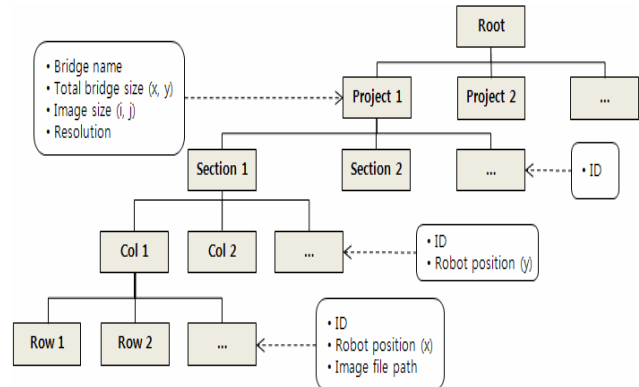 Root
• Bridge name
• Total bridge size (x, y)
• Image size (i, j)
• Resolution
Project 1
Project 2
...
Section 1
Section 2
...
• ID
Col 1
Col 2
...
• ID
• Robot position (y)
Row 1
Row 2
...
• ID
• Robot position (x)
• Image file path